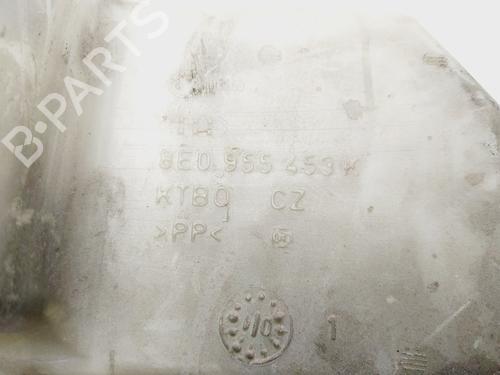 B-PARTS
8E0 955 453 K
KTBO CZ
>PP<
1